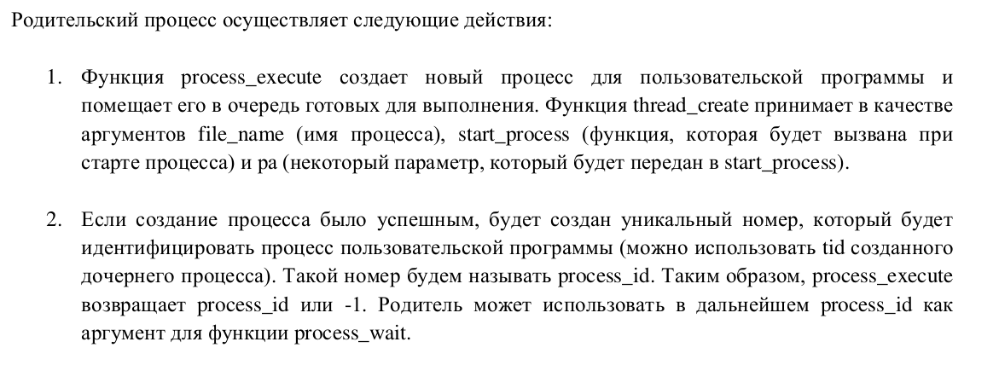 Родительский процесс осуществляет следующие действия:
1. Функция process_execute создает новый процесс для пользовательской программы и
помещает его в очередь готовых для выполнения. Функция thread_create принимает в качестве
аргументов file_name (имя процесса), start_process (функция, которая будет вызвана при
старте процесса) и pa (некоторый параметр, который будет передан в start_process).
2. Если создание процесса было успешным, будет создан уникальный номер, который будет
идентифицировать процесс пользовательской программы (можно использовать tid созданного
дочернего процесса). Такой номер будем называть process_id. Таким образом, process_execute
возвращает process_id или -1. Родитель может использовать в дальнейшем process_id как
аргумент для функции process_wait.